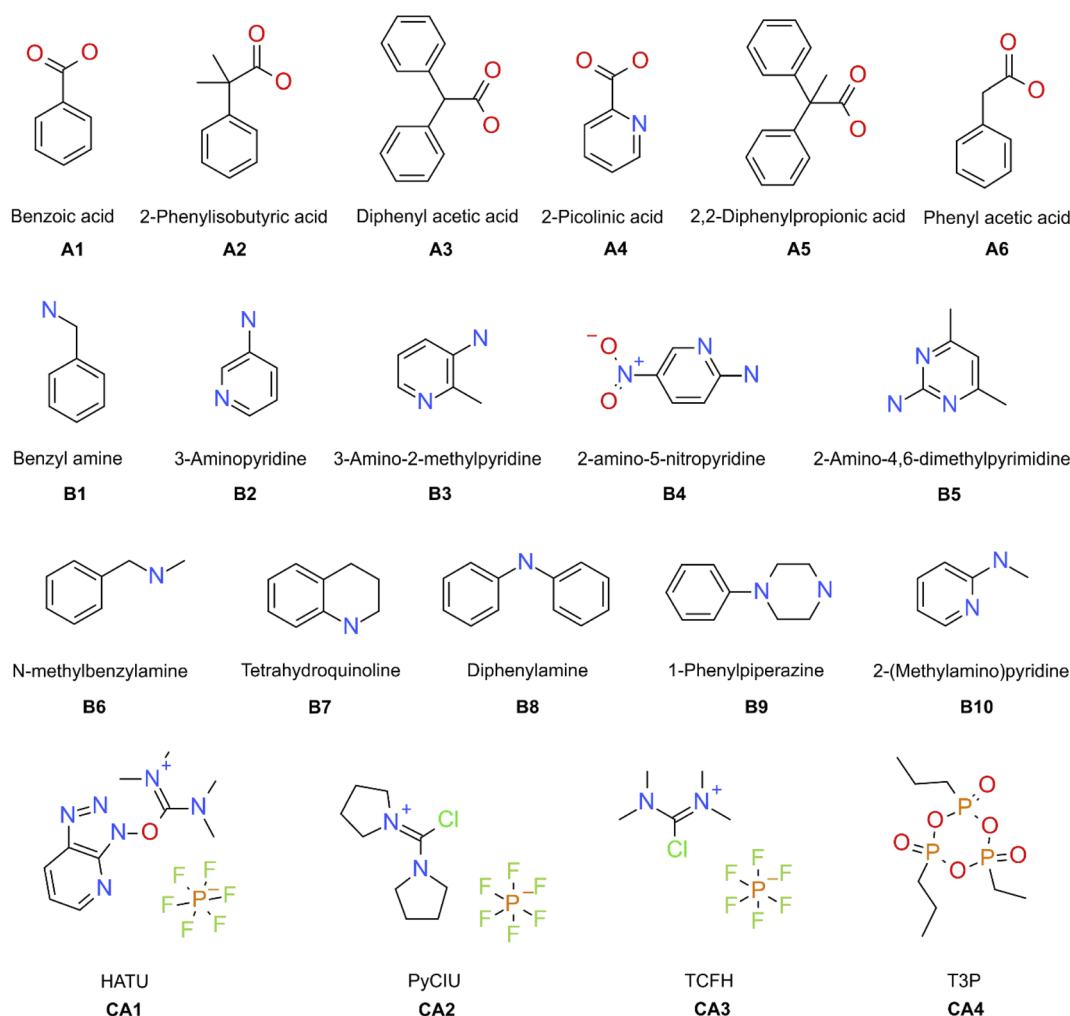 O O O O O O O
N O O O O
Benzoic acid 2-Phenylisobutyric acid Diphenyl acetic acid 2-Picolinic acid 2,2-Diphenylpropionic acid Phenyl acetic acid
A1 A2 A3 A4 A5 A6
N N N − O N + N O N N N N N
Benzyl amine 3-Aminopyridine 3-Amino-2-methylpyridine 2-amino-5-nitropyridine 2-Amino-4,6-dimethylpyrimidine
B1 B2 B3 B4 B5
N N N N N N N
N-methylbenzylamine Tetrahydroquinoline Diphenylamine 1-Phenylpiperazine 2-(Methylamino)pyridine
B6 B7 B8 B9 B10
N + N N N O N N F F F P − F F F
N + Cl N F F F P − F F F
N N + Cl F F F P − F F F
P O O O O P P O O
HATU PyClU TCFH T3P
CA1 CA2 CA3 CA4